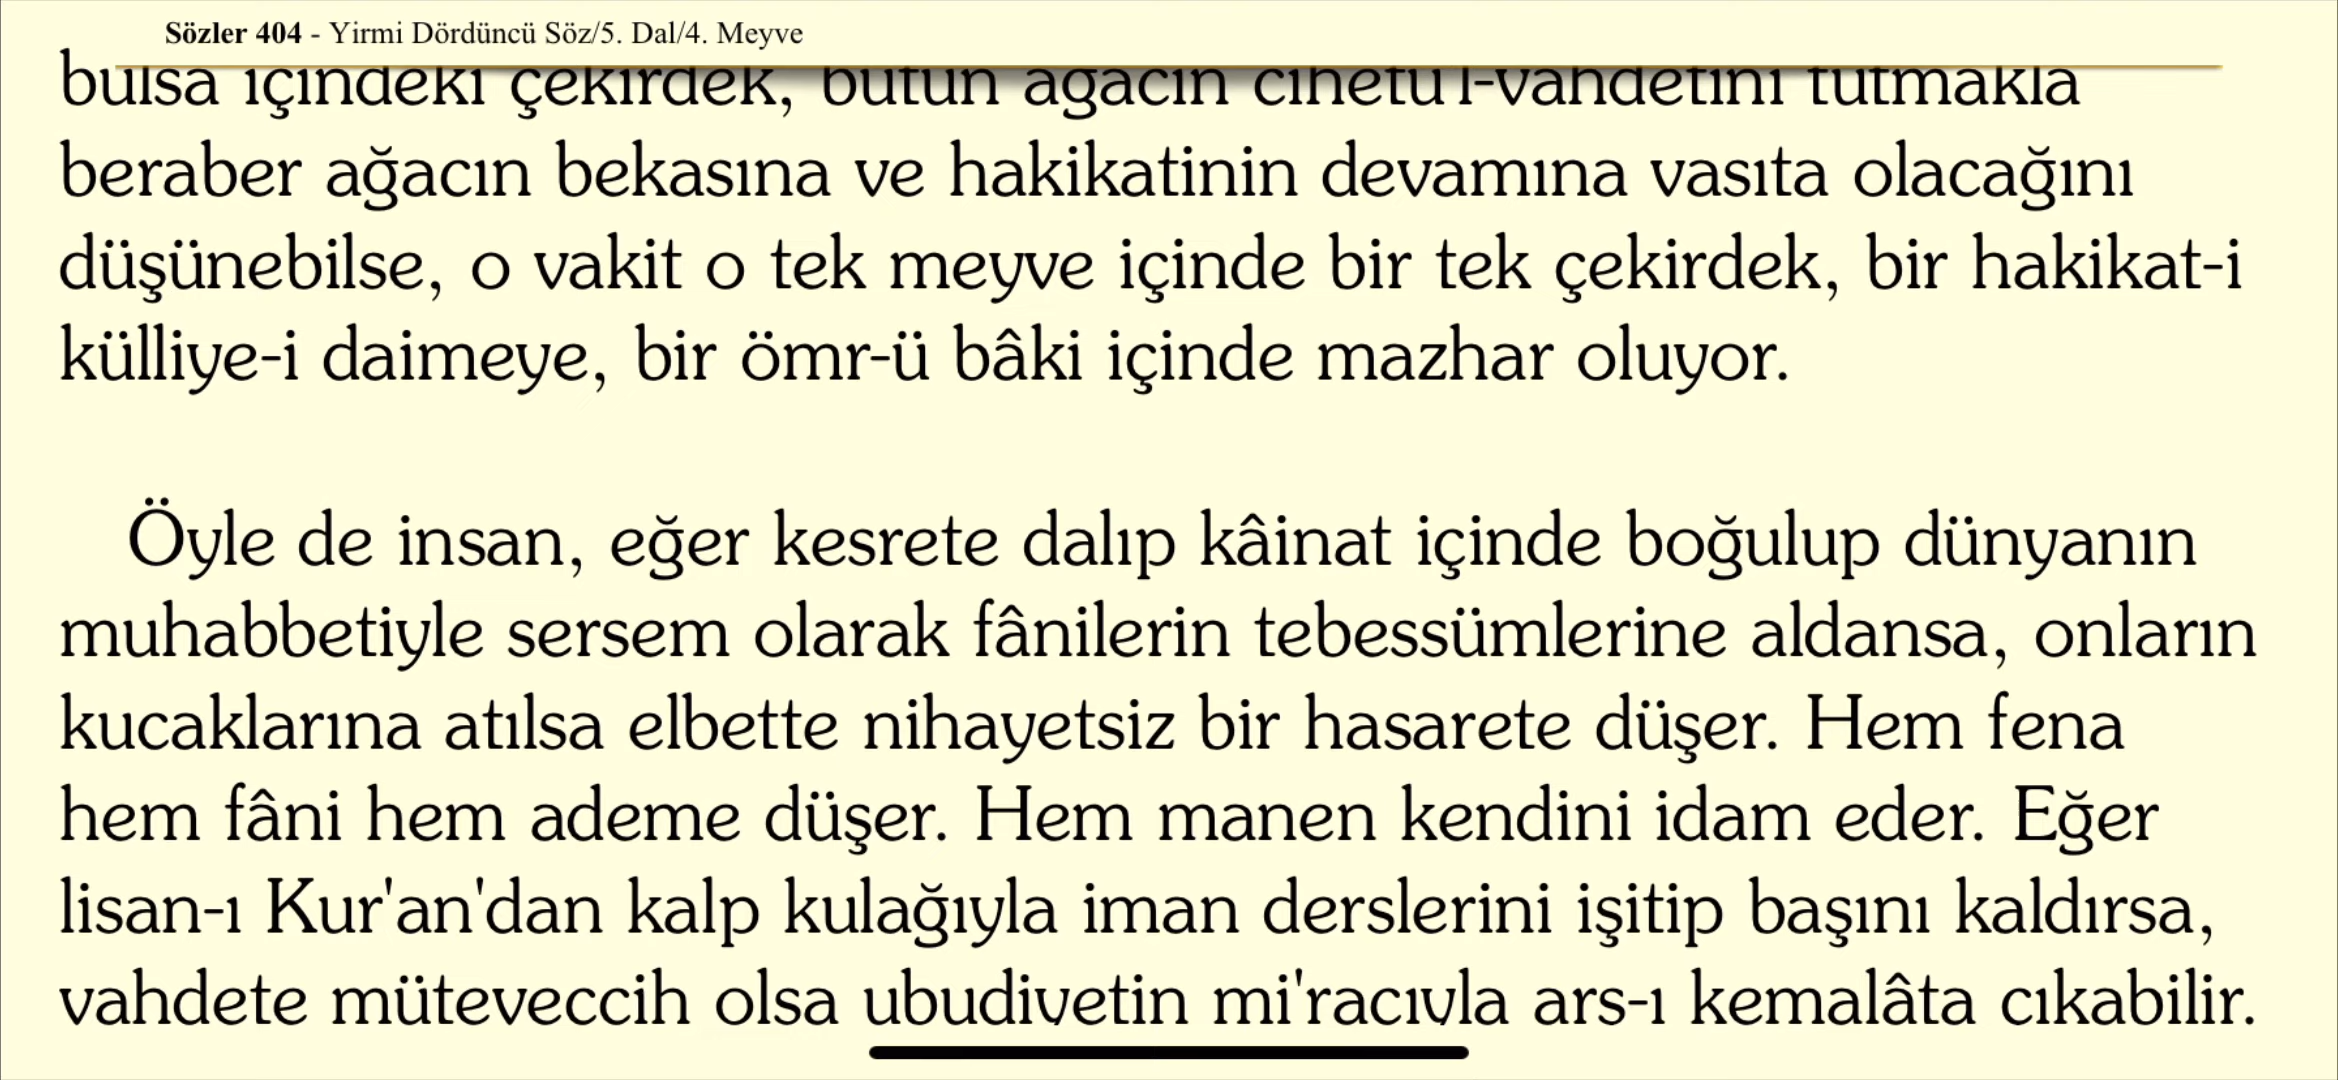 Sözler 404 - Yirmi Dördüncü Söz/5. Dal/4. Meyve
bulsa içindeki çekirdek, bütün ağacın cihetü'l-vahdetini tutmakla
beraber ağacın bekasına ve hakikatinin devamına vasıta olacağını
düşünebilse, o vakit o tek meyve içinde bir tek çekirdek, bir hakikat-i
külliye-i daimeye, bir ömr-ü bâki içinde mazhar oluyor.
Öyle de insan, eğer kesrete dalıp kâinat içinde boğulup dünyanın
muhabbetiyle sersem olarak fânilerin tebessümlerine aldansa, onların
kucaklarına atılsa elbette nihayetsiz bir hasarete düşer. Hem fena
hem fâni hem ademe düşer. Hem manen kendini idam eder. Eğer
lisan-ı Kur'an'dan kalp kulağıyla iman derslerini işitip başını kaldırsa,
vahdete müteveccih olsa ubudiyetin mi'racıyla arş-ı kemalâta çıkabilir.